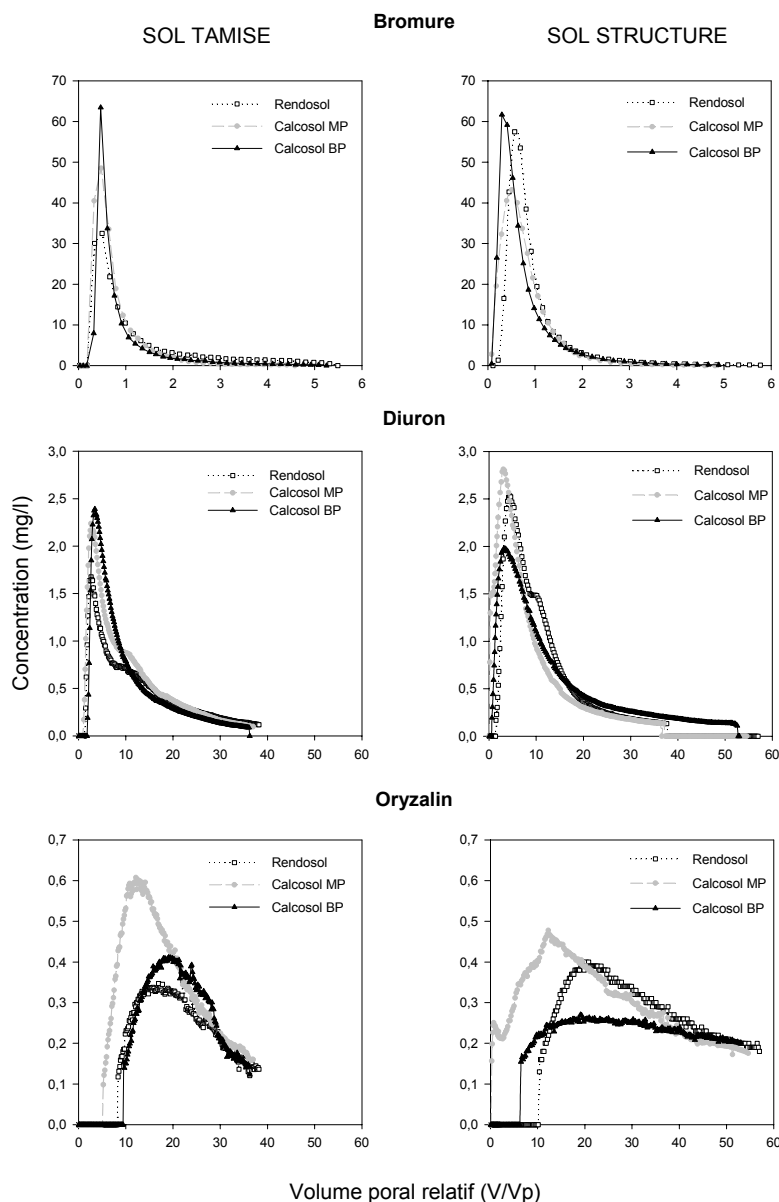 Bromure
SOL TAMISE
SOL STRUCTURE
70
60
50
40
30
20
10
0
Rendosol
Calcosol MP
Calcosol BP
0 1 2 3 4 5 6
70
60
50
40
30
20
10
0
Rendosol
Calcosol MP
Calcosol BP
0 1 2 3 4 5 6
Diuron
Concentration (mg/l)
3,0
2,5
2,0
1,5
1,0
0,5
0,0
Rendosol
Calcosol MP
Calcosol BP
0 10 20 30 40 50 60
3,0
2,5
2,0
1,5
1,0
0,5
0,0
Rendosol
Calcosol MP
Calcosol BP
0 10 20 30 40 50 60
Oryzalin
0,7
0,6
0,5
0,4
0,3
0,2
0,1
0,0
Rendosol
Calcosol MP
Calcosol BP
0 10 20 30 40 50 60
0,7
0,6
0,5
0,4
0,3
0,2
0,1
0,0
Rendosol
Calcosol MP
Calcosol BP
0 10 20 30 40 50 60
Volume poral relatif (V/Vp)